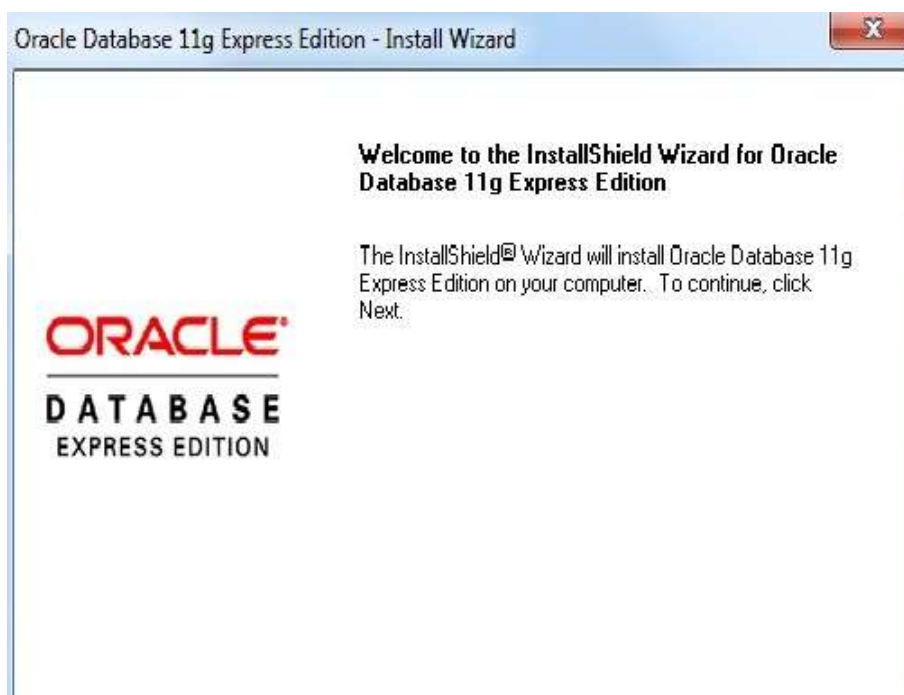 Oracle Database 11g Express Edition - Install Wizard
Welcome to the InstallShield Wizard for Oracle
Database 11g Express Edition
The InstallShield® Wizard will install Oracle Database 11g
Express Edition on your computer. To continue, click
Next.
ORACLE
DATABASE
EXPRESS EDITION